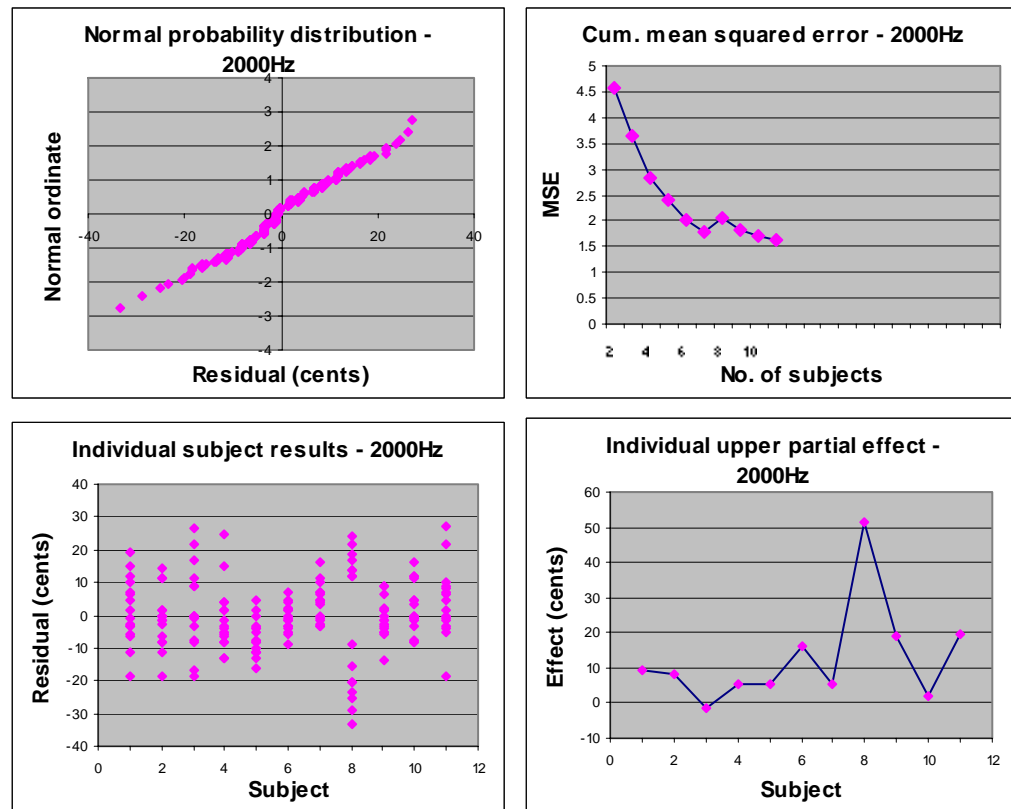 Normal probability distribution -
2000Hz
4
3
2
1
0
-1
-2
-3
-4
-40
-20
0
20
40
Normal ordinate
Residual (cents)
Cum. mean squared error - 2000Hz
5
4.5
4
3.5
3
2.5
2
1.5
1
0.5
0
MSE
2 4 6 8 10
No. of subjects
Individual subject results - 2000Hz
40
30
20
10
0
-10
-20
-30
-40
Residual (cents)
0 2 4 6 8 10 12
Subject
Individual upper partial effect -
2000Hz
60
50
40
30
20
10
0
-10
Effect (cents)
0 2 4 6 8 10 12
Subject